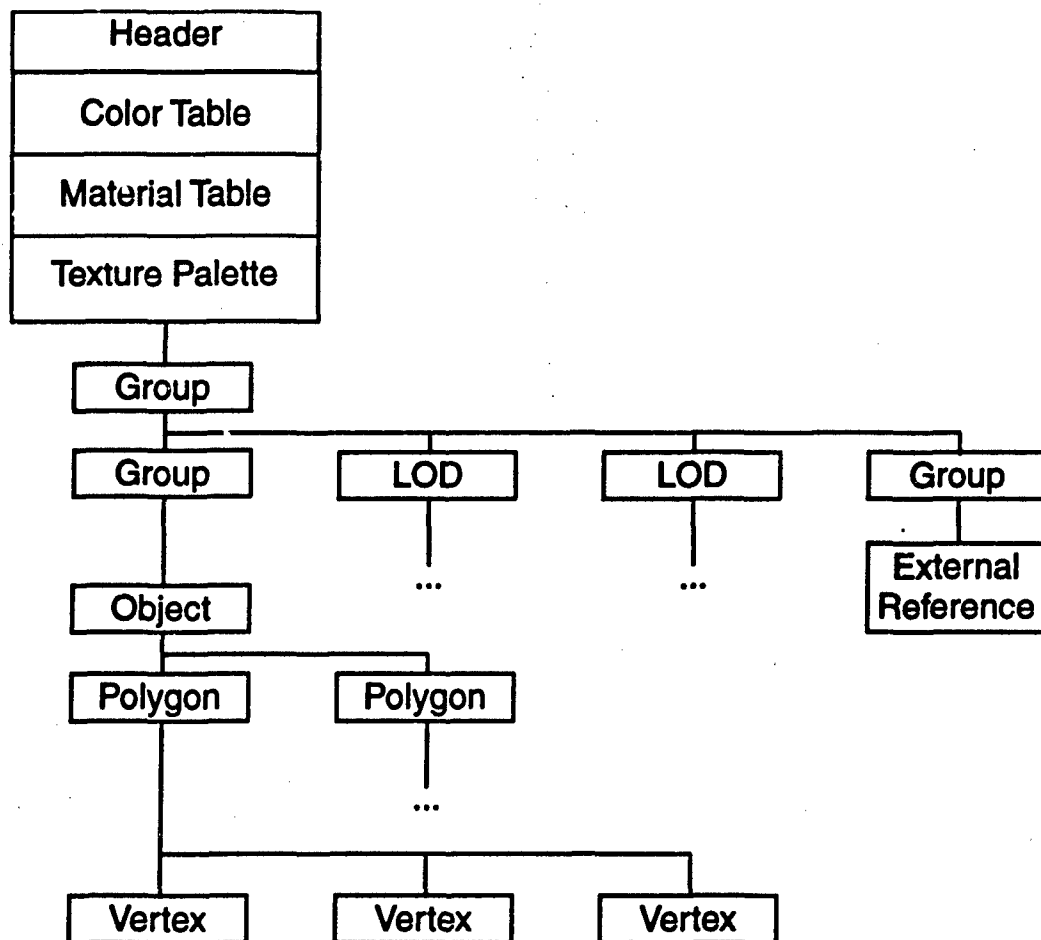 Header
Color Table
Material Table
Texture Palette
Group
Group
LOD
LOD
Group
...
...
External
Reference
Object
Polygon
Polygon
...
Vertex
Vertex
Vertex